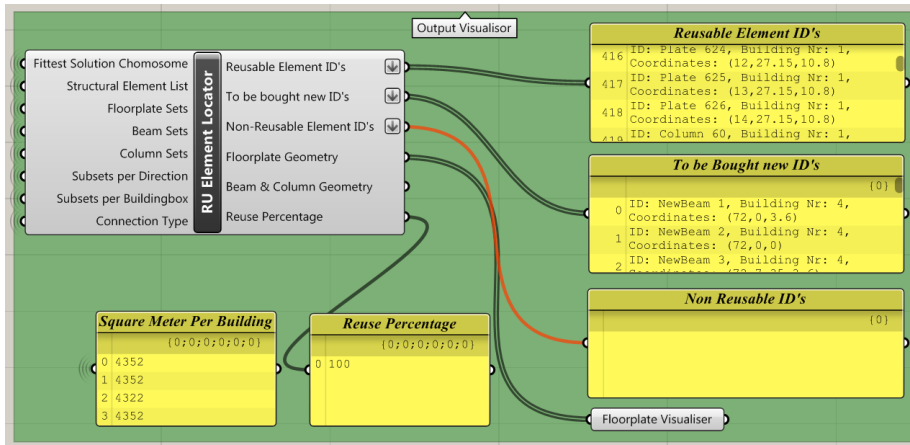 Output Visualisor
Fittest Solution Chomosome
Structural Element List
Floorplate Sets
Beam Sets
Column Sets
Subsets per Direction
Subsets per Buildingbox
Connection Type
RU Element Locator
Reusable Element ID's
To be bought new ID's
Non-Reusable Element ID's
Floorplate Geometry
Beam & Column Geometry
Reuse Percentage
Reusable Element ID's
416 ID: Plate 624, Building Nr: 1,
Coordinates: (12,27.15,10.8)
417 ID: Plate 625, Building Nr: 1,
Coordinates: (13,27.15,10.8)
418 ID: Plate 626, Building Nr: 1,
Coordinates: (14,27.15,10.8)
419 ID: Column 60, Building Nr: 1,
To be Bought new ID's
{0}
0 ID: NewBeam 1, Building Nr: 4,
Coordinates: (72,0,3.6)
1 ID: NewBeam 2, Building Nr: 4,
Coordinates: (72,0,0)
2 ID: NewBeam 3, Building Nr: 4,
Non Reusable ID's
{0}
Square Meter Per Building
{0;0;0;0;0;0}
0 4352
1 4352
2 4322
3 4352
Reuse Percentage
{0;0;0;0;0;0}
0 100
Floorplate Visualiser